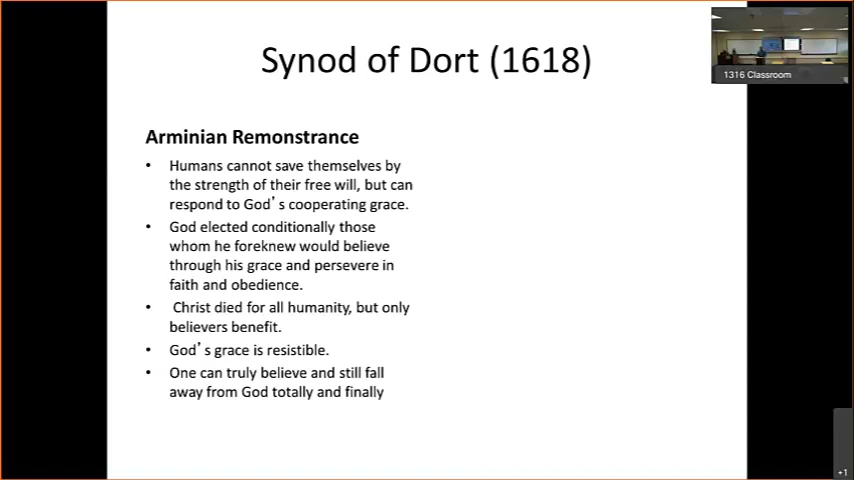 Synod of Dort (1618)
1316 Classroom
Arminian Remonstrance
• Humans cannot save themselves by
the strength of their free will, but can
respond to God's cooperating grace.
• God elected conditionally those
whom he foreknew would believe
through his grace and persevere in
faith and obedience.
• Christ died for all humanity, but only
believers benefit.
• God's grace is resistible.
• One can truly believe and still fall
away from God totally and finally
+1